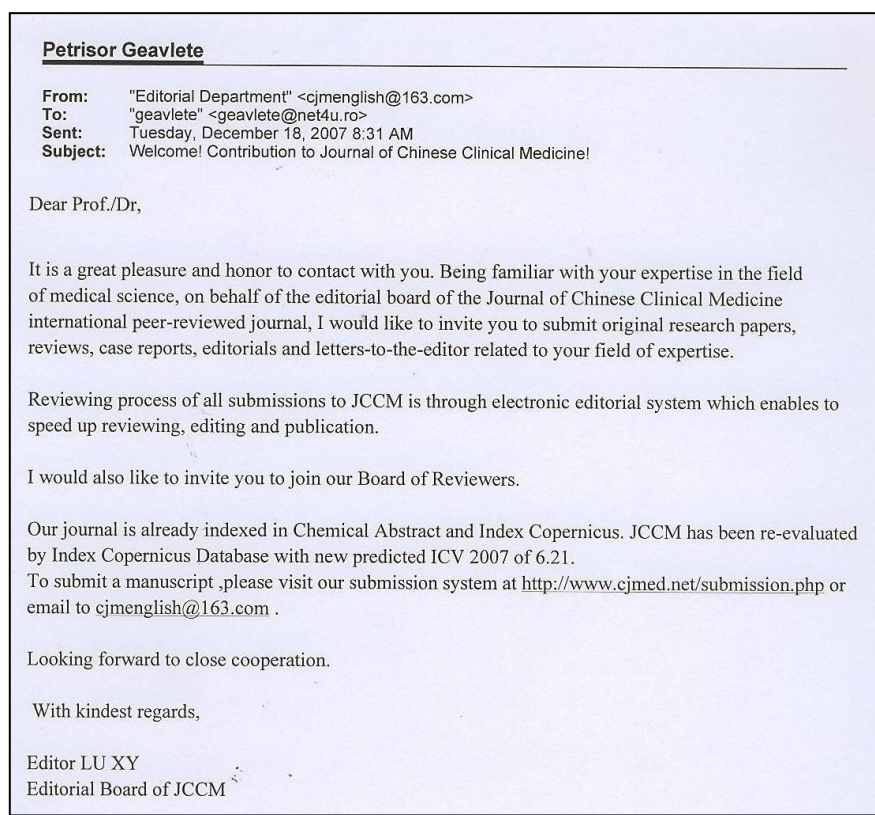 Petrisor Geavlete
From: "Editorial Department" <cjmenglish@163.com>
To: "geavlete" <geavlete@net4u.ro>
Sent: Tuesday, December 18, 2007 8:31 AM
Subject: Welcome! Contribution to Journal of Chinese Clinical Medicine!
Dear Prof./Dr,
It is a great pleasure and honor to contact with you. Being familiar with your expertise in the field
of medical science, on behalf of the editorial board of the Journal of Chinese Clinical Medicine
international peer-reviewed journal, I would like to invite you to submit original research papers,
reviews, case reports, editorials and letters-to-the-editor related to your field of expertise.
Reviewing process of all submissions to JCCM is through electronic editorial system which enables to
speed up reviewing, editing and publication.
I would also like to invite you to join our Board of Reviewers.
Our journal is already indexed in Chemical Abstract and Index Copernicus. JCCM has been re-evaluated
by Index Copernicus Database with new predicted ICV 2007 of 6.21.
To submit a manuscript ,please visit our submission system at http://www.cjmed.net/submission.php or
email to cjmenglish@163.com .
Looking forward to close cooperation.
With kindest regards,
Editor LU XY
Editorial Board of JCCM